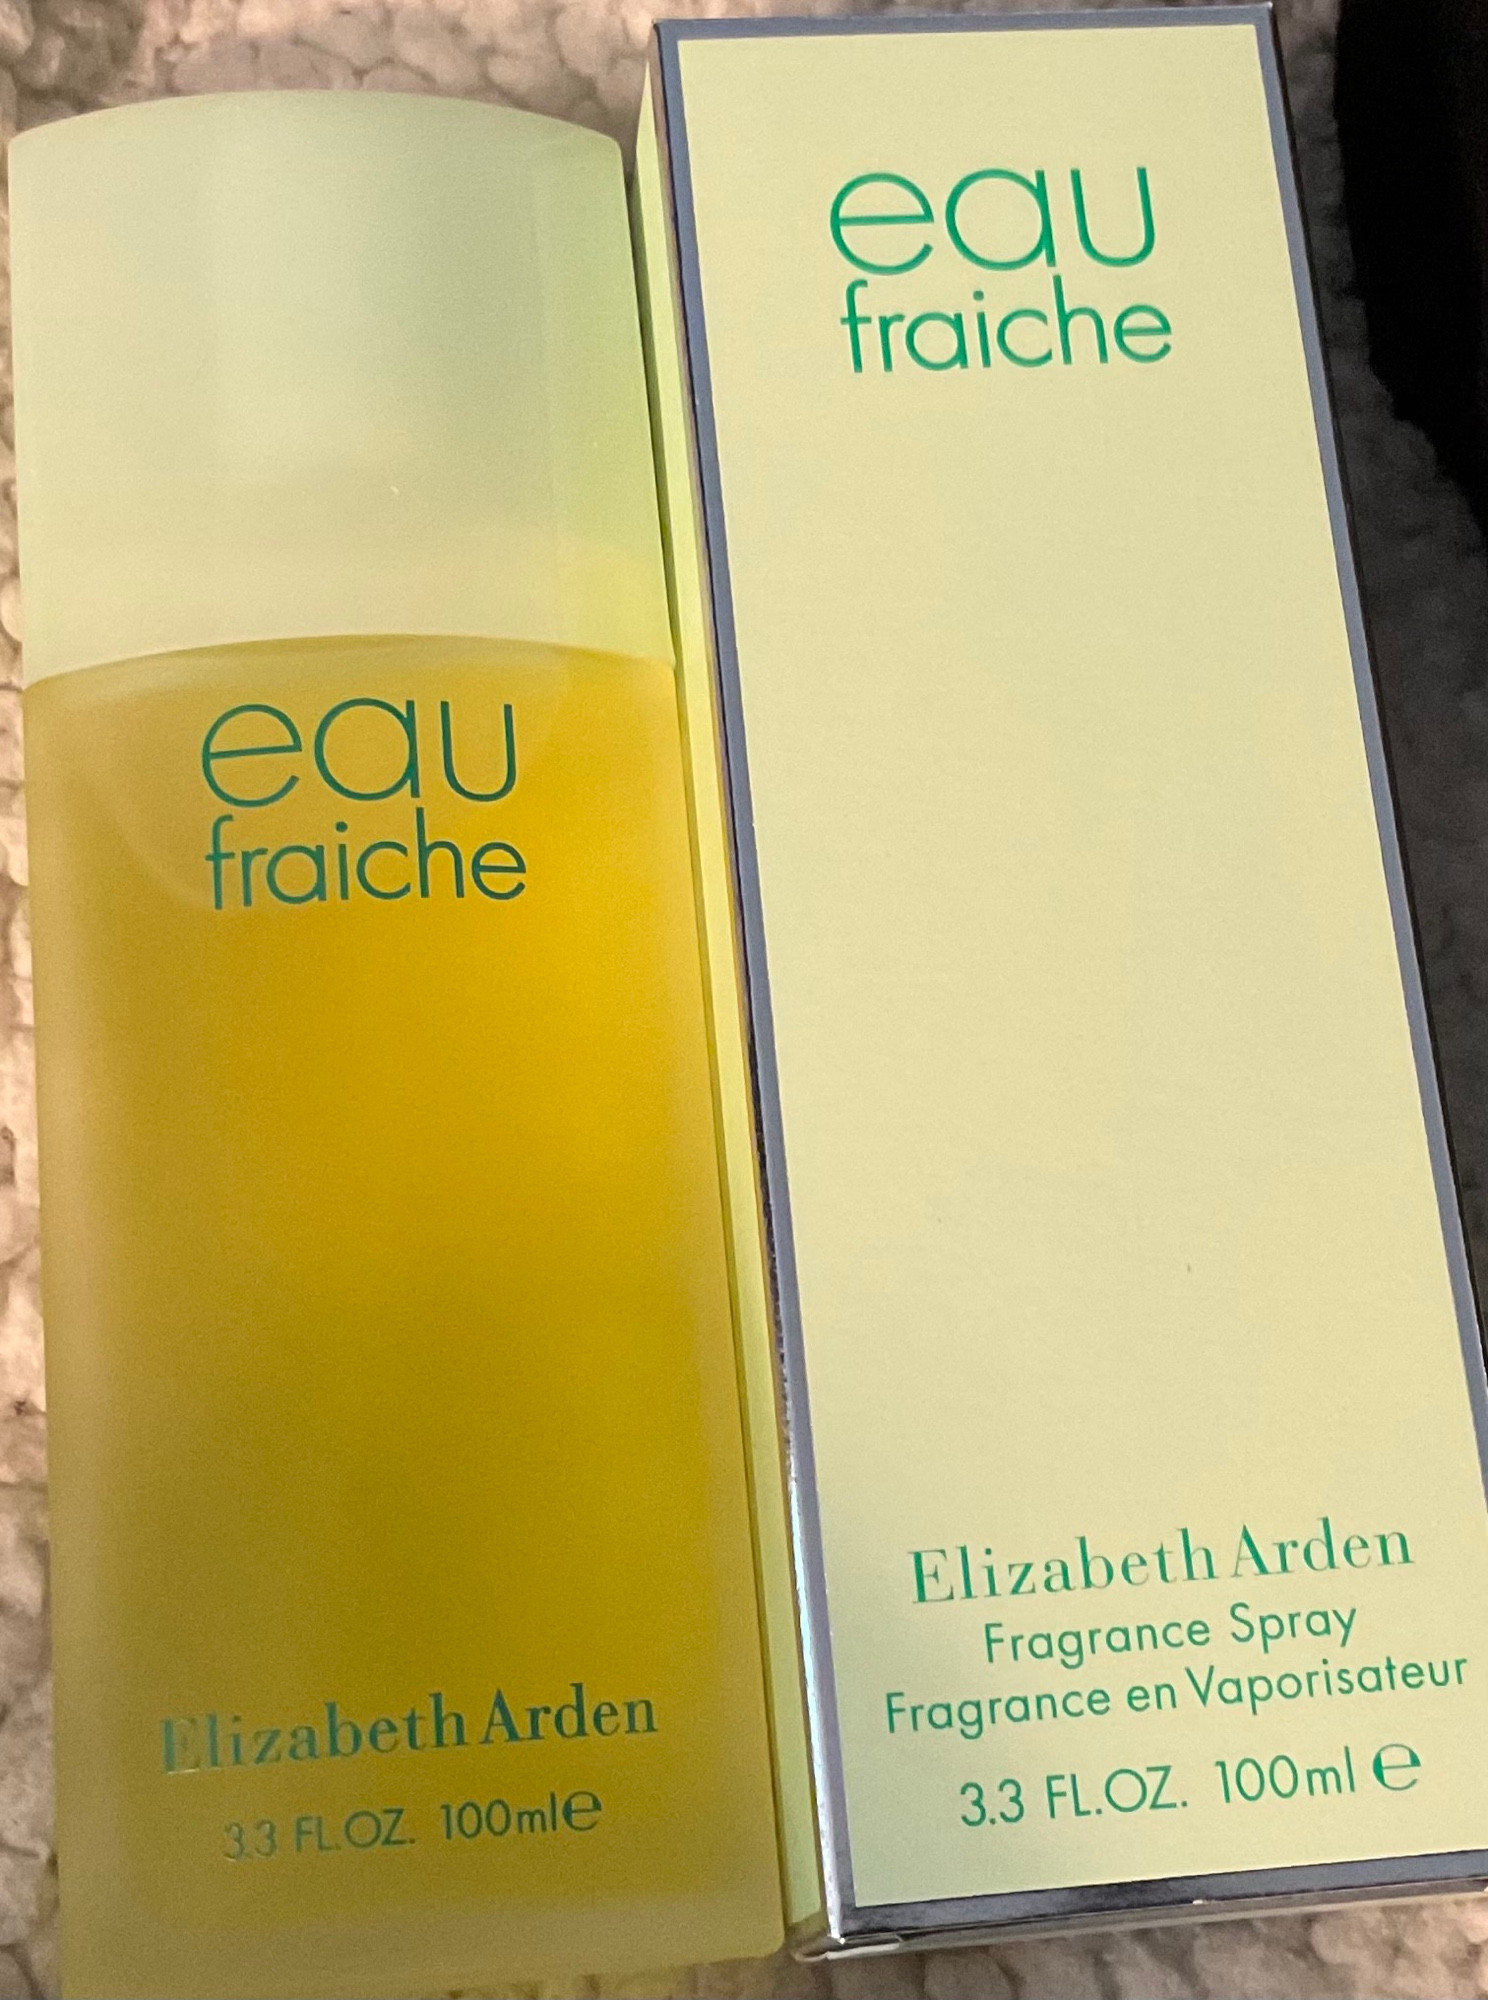 eau
fraiche
Elizabeth Arden
3.3 FL.OZ. 100ml e
eau
fraiche
Elizabeth Arden
Fragrance Spray
Fragrance en Vaporisateur
3.3 FL.OZ. 100ml e